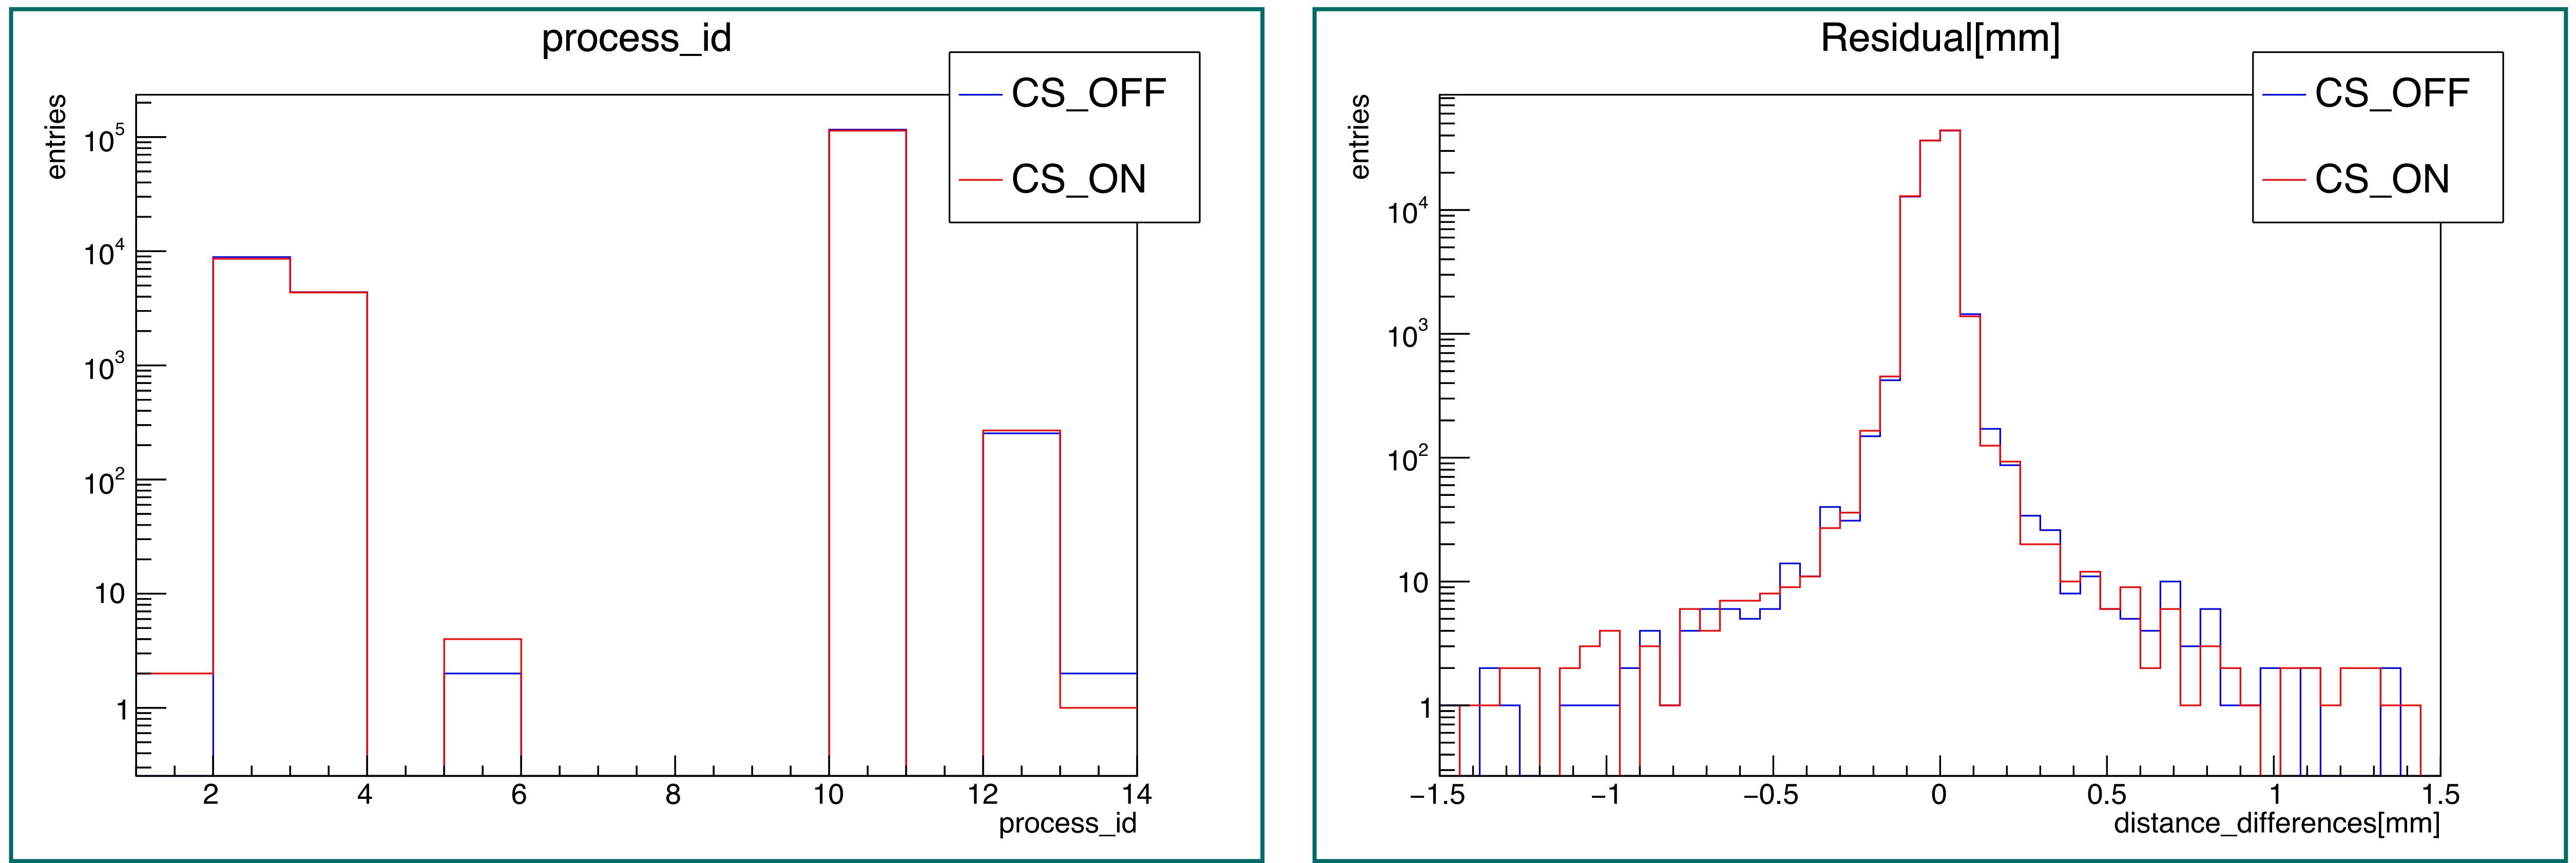 process_id
entries
CS_OFF
CS_ON
10^5
10^4
10^3
10^2
10
1
2 4 6 8 10 12 14
process_id
Residual[mm]
entries
CS_OFF
CS_ON
10^4
10^3
10^2
10
1
−1.5 −1 −0.5 0 0.5 1 1.5
distance_differences[mm]